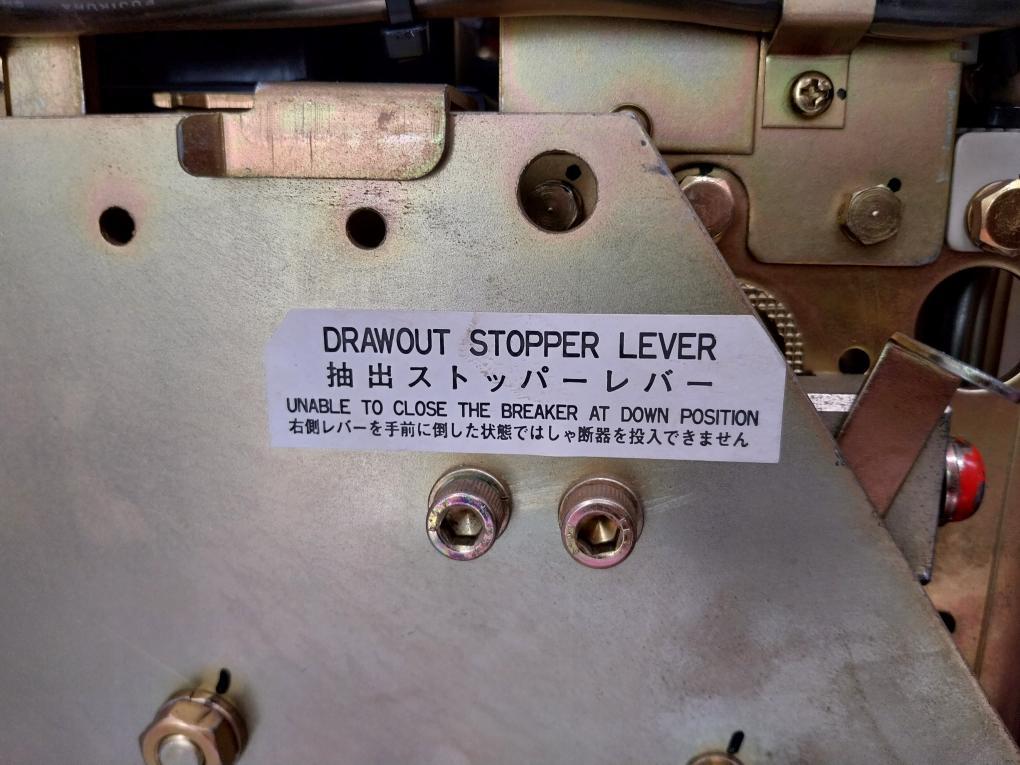 FUJIKURA
DRAWOUT STOPPER LEVER
抽出ストッパーレバー
UNABLE TO CLOSE THE BREAKER AT DOWN POSITION
右側レバーを手前に倒した状態ではしゃ断器を投入できません